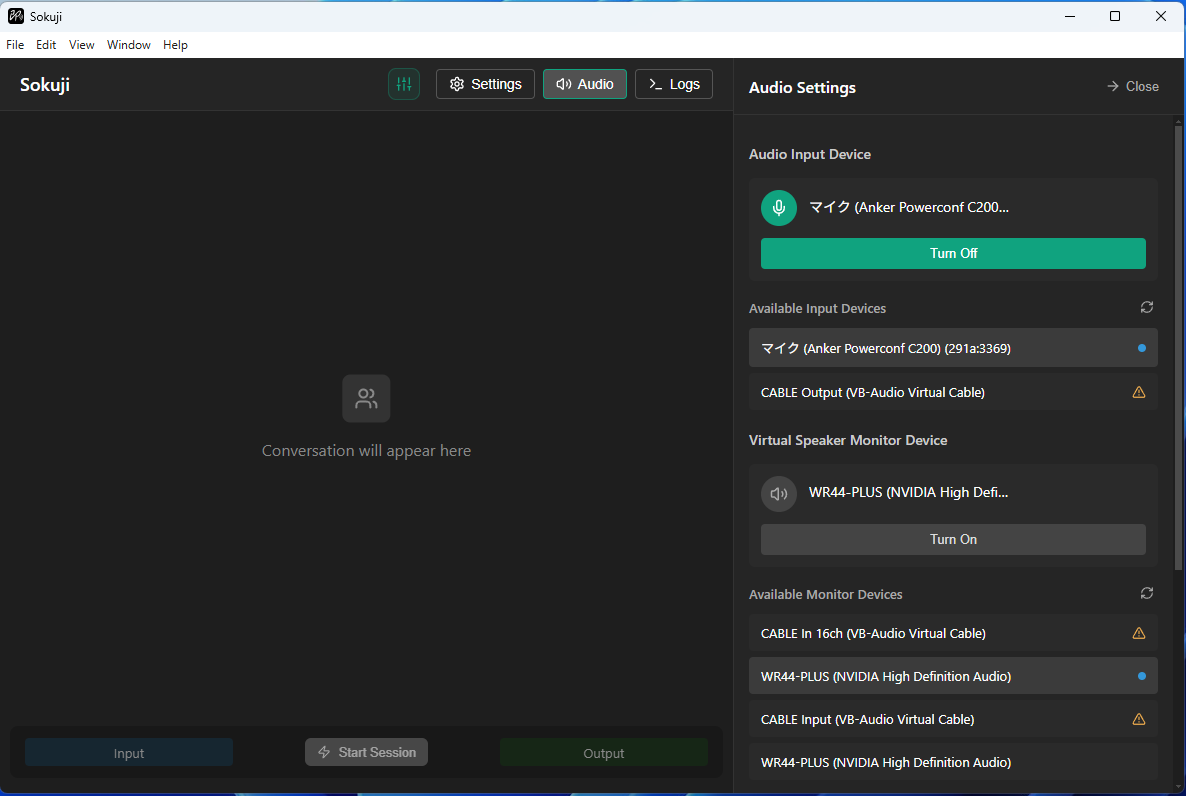 Sokuji
File Edit View Window Help
Sokuji
Settings
Audio
Logs
Conversation will appear here
Input
Start Session
Output
Audio Settings
Close
Audio Input Device
マイク (Anker Powerconf C200...
Turn Off
Available Input Devices
マイク (Anker Powerconf C200) (291a:3369)
CABLE Output (VB-Audio Virtual Cable)
Virtual Speaker Monitor Device
WR44-PLUS (NVIDIA High Defi...
Turn On
Available Monitor Devices
CABLE In 16ch (VB-Audio Virtual Cable)
WR44-PLUS (NVIDIA High Definition Audio)
CABLE Input (VB-Audio Virtual Cable)
WR44-PLUS (NVIDIA High Definition Audio)